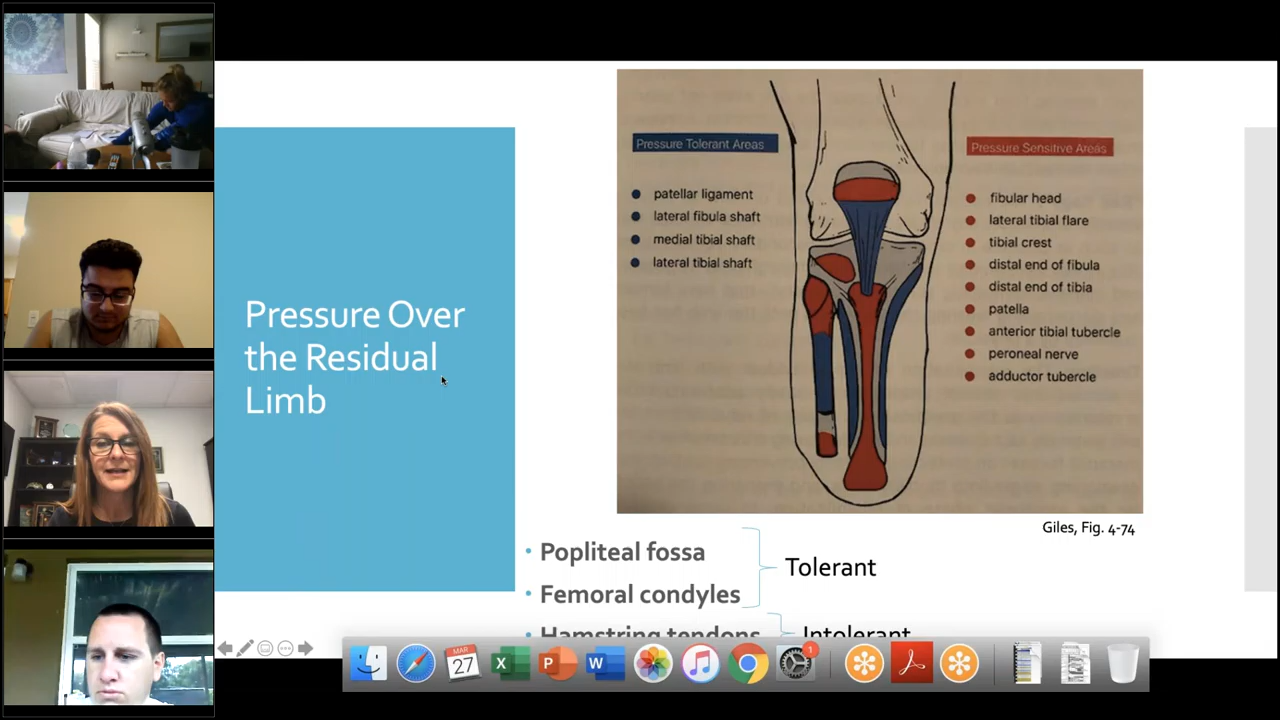 Pressure Over
the Residual
Limb
Pressure Tolerant Areas
patellar ligament
lateral fibula shaft
medial tibial shaft
lateral tibial shaft
Pressure Sensitive Areas
fibular head
lateral tibial flare
tibial crest
distal end of fibula
distal end of tibia
patella
anterior tibial tubercle
peroneal nerve
adductor tubercle
Giles, Fig. 4-74
• Popliteal fossa
• Femoral condyles
Tolerant
Hamstring tendons
Intolerant
MAR
27
X
P
W
1